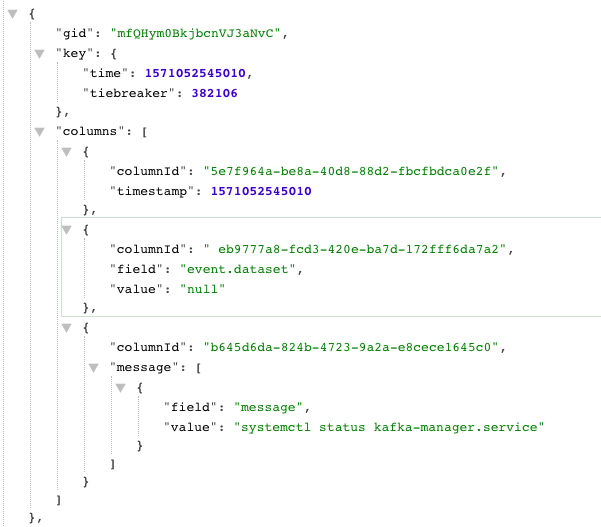 {
"gid": "mfQHym0BkjbcnVJ3aNvC",
"key": {
"time": 1571052545010,
"tiebreaker": 382106
},
"columns": [
{
"columnId": "5e7f964a-be8a-40d8-88d2-fbcfbdca0e2f",
"timestamp": 1571052545010
},
{
"columnId": " eb9777a8-fcd3-420e-ba7d-172fff6da7a2",
"field": "event.dataset",
"value": "null"
},
{
"columnId": "b645d6da-824b-4723-9a2a-e8cece1645c0",
"message": [
{
"field": "message",
"value": "systemctl status kafka-manager.service"
}
]
}
]
},